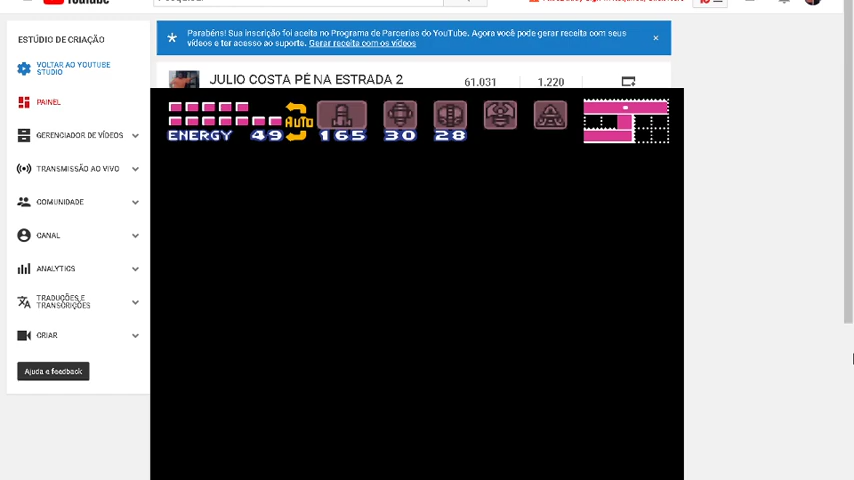 ESTÚDIO DE CRIAÇÃO
VOLTAR AO YOUTUBE
STUDIO
PAINEL
GERENCIADOR DE VÍDEOS
TRANSMISSÃO AO VIVO
COMUNIDADE
CANAL
ANALYTICS
TRADUÇÕES E
TRANSCRIÇÕES
CRIAR
Ajuda e feedback
Parabéns! Sua inscrição foi aceita no Programa de Parcerias do YouTube. Agora você pode gerar receita com seus
vídeos e ter acesso ao suporte. Gerar receita com os vídeos
JULIO COSTA PÉ NA ESTRADA 2
61.031
1.220
AUTO
ENERGY 49 165 30 28